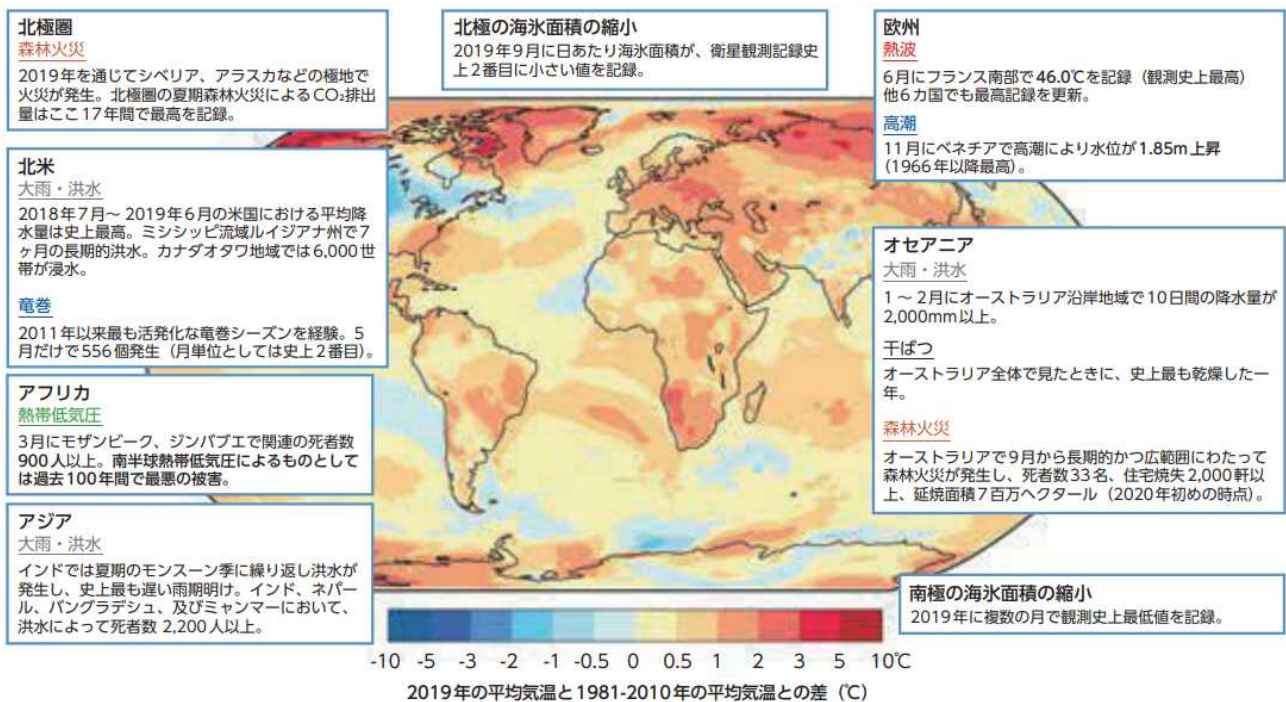 北極圏
森林火災
2019年を通じてシベリア、アラスカなどの極地で
火災が発生。北極圏の夏期森林火災によるCO₂排出
量はここ17年間で最高を記録。
北極の海氷面積の縮小
2019年9月に日あたり海氷面積が、衛星観測記録史
上2番目に小さい値を記録。
欧州
熱波
6月にフランス南部で46.0℃を記録（観測史上最高）
他6カ国でも最高記録を更新。
高潮
11月にベネチアで高潮により水位が1.85m上昇
（1966年以降最高）。
北米
大雨・洪水
2018年7月～2019年6月の米国における平均降
水量は史上最高。ミシシッピ流域ルイジアナ州で7
ヶ月の長期的洪水。カナダオタワ地域では6,000世
帯が浸水。
竜巻
2011年以来最も活発化な竜巻シーズンを経験。5
月だけで556個発生（月単位としては史上2番目）。
オセアニア
大雨・洪水
1～2月にオーストラリア沿岸地域で10日間の降水量が
2,000mm以上。
干ばつ
オーストラリア全体で見たときに、史上最も乾燥した一
年。
森林火災
オーストラリアで9月から長期的かつ広範囲にわたって
森林火災が発生し、死者数33名、住宅焼失2,000軒以
上、延焼面積7百万ヘクタール（2020年初めの時点）。
アフリカ
熱帯低気圧
3月にモザンビーク、ジンバブエで関連の死者数
900人以上。南半球熱帯低気圧によるものとして
は過去100年間で最悪の被害。
アジア
大雨・洪水
インドでは夏期のモンスーン季に繰り返し洪水が
発生し、史上最も遅い雨期明け。インド、ネパー
ル、バングラデシュ、及びミャンマーにおいて、
洪水によって死者数 2,200人以上。
南極の海氷面積の縮小
2019年に複数の月で観測史上最低値を記録。
-10 -5 -3 -2 -1 -0.5 0 0.5 1 2 3 5 10℃
2019年の平均気温と1981-2010年の平均気温との差（℃）